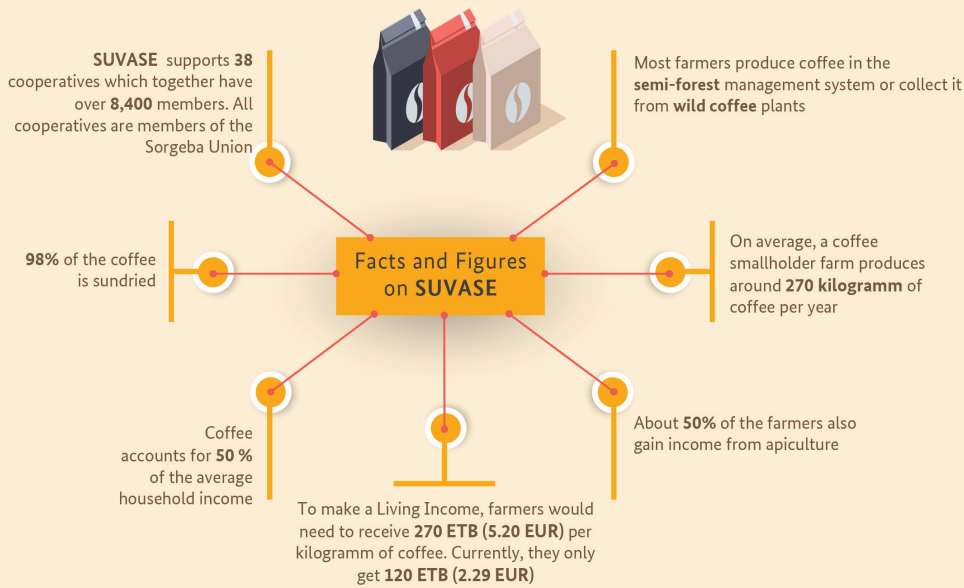 SUVASE supports 38
cooperatives which together have
over 8,400 members. All
cooperatives are members of the
Sorgeba Union
Most farmers produce coffee in the
semi-forest management system or collect it
from wild coffee plants
98% of the coffee
is sundried
Facts and Figures
on SUVASE
On average, a coffee
smallholder farm produces
around 270 kilogramm of
coffee per year
Coffee
accounts for 50 %
of the average
household income
To make a Living Income, farmers would
need to receive 270 ETB (5.20 EUR) per
kilogramm of coffee. Currently, they only
get 120 ETB (2.29 EUR)
About 50% of the farmers also
gain income from apiculture